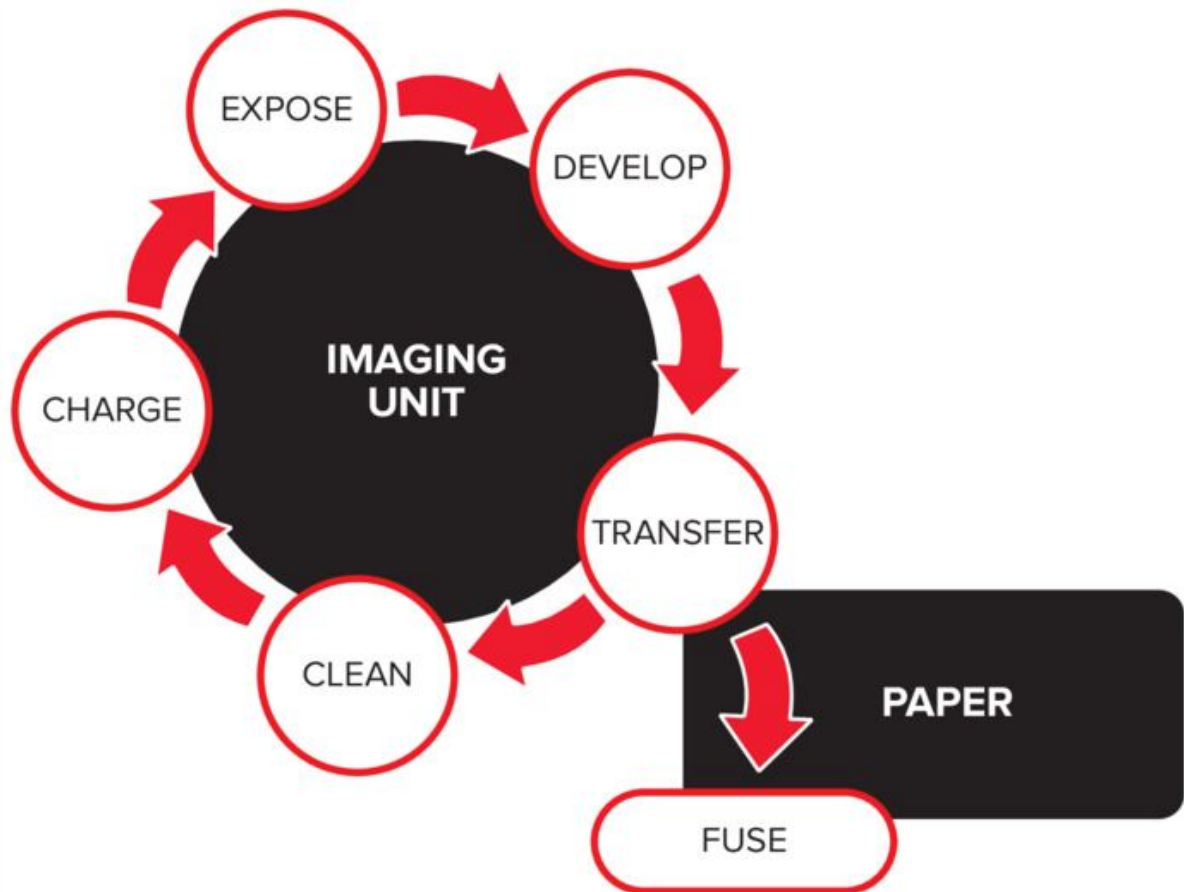 EXPOSE
DEVELOP
IMAGING
UNIT
CHARGE
TRANSFER
CLEAN
PAPER
FUSE